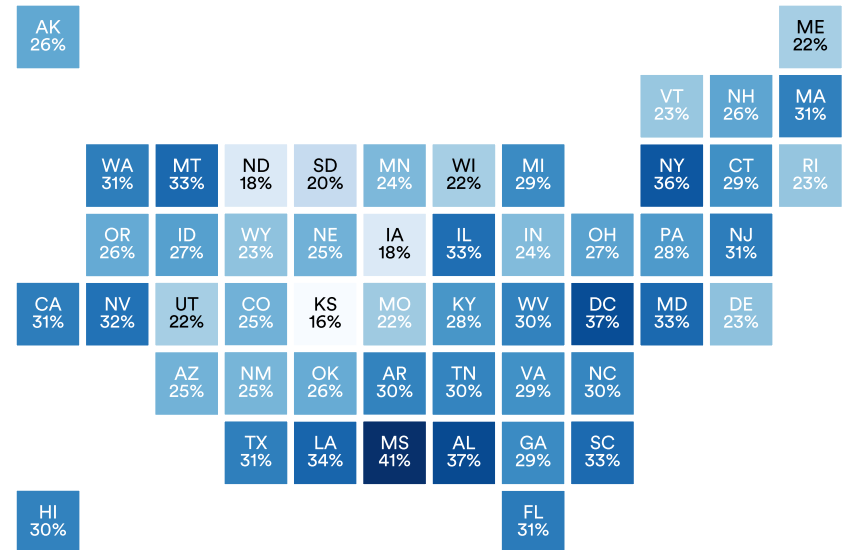 AK
26%
ME
22%
VT
23%
NH
26%
MA
31%
WA
31%
MT
33%
ND
18%
SD
20%
MN
24%
WI
22%
MI
29%
NY
36%
CT
29%
RI
23%
OR
26%
ID
27%
WY
23%
NE
25%
IA
18%
IL
33%
IN
24%
OH
27%
PA
28%
NJ
31%
CA
31%
NV
32%
UT
22%
CO
25%
KS
16%
MO
22%
KY
28%
WV
30%
DC
37%
MD
33%
DE
23%
AZ
25%
NM
25%
OK
26%
AR
30%
TN
30%
VA
29%
NC
30%
TX
31%
LA
34%
MS
41%
AL
37%
GA
29%
SC
33%
HI
30%
FL
31%